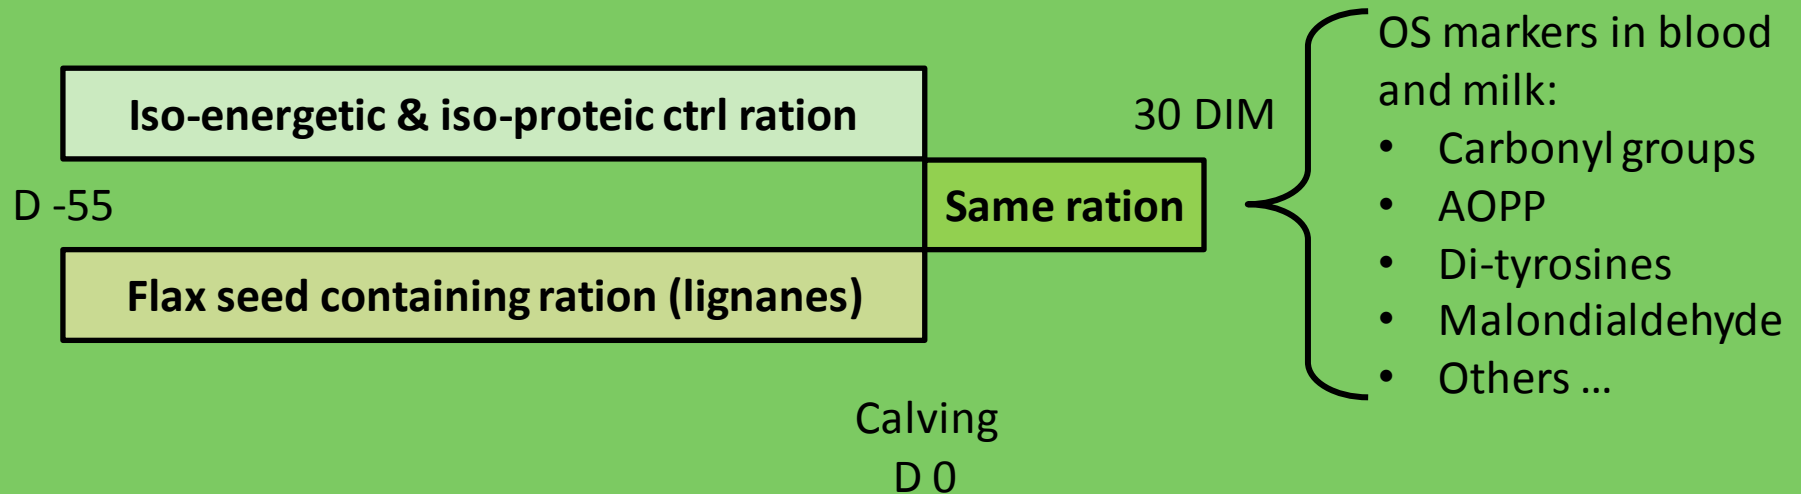 Iso-energetic & iso-proteic ctrl ration
D -55
Flax seed containing ration (lignanes)
Same ration
30 DIM
Calving
D 0
OS markers in blood
and milk:
• Carbonyl groups
• AOPP
• Di-tyrosines
• Malondialdehyde
• Others ...